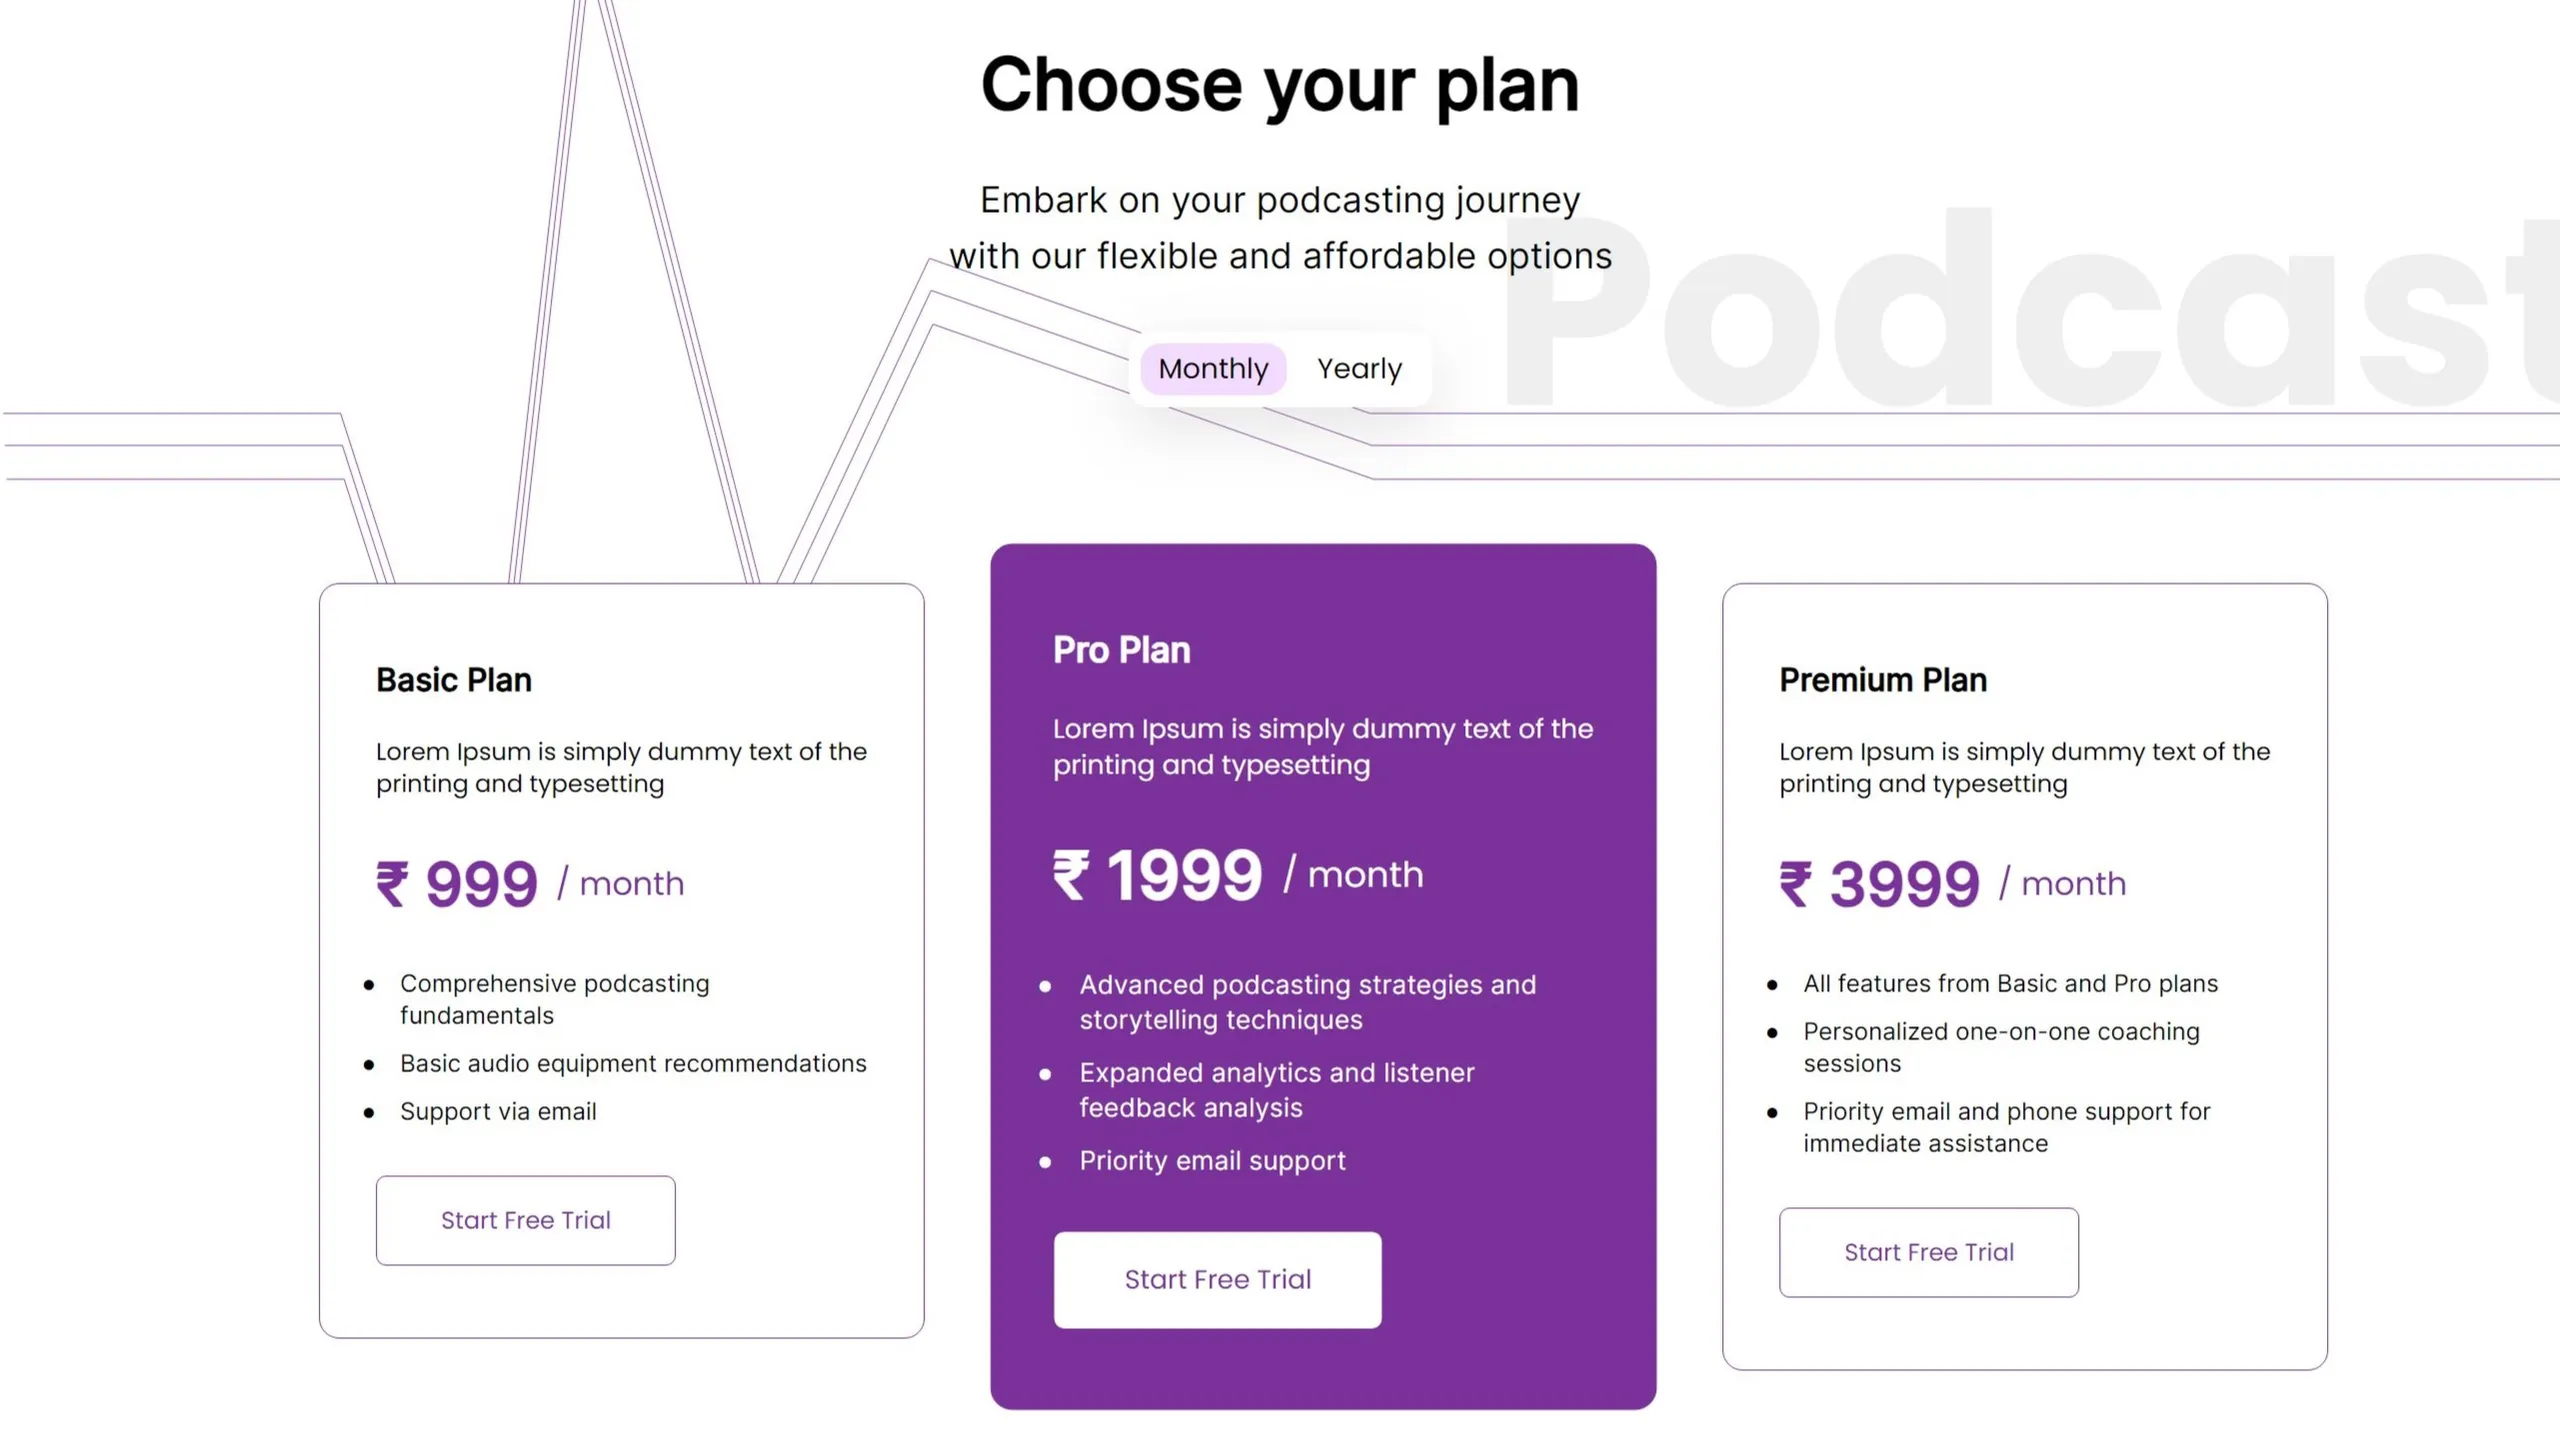 Choose your plan
Embark on your podcasting journey
with our flexible and affordable options
Podcast
Monthly
Yearly
Basic Plan
Lorem Ipsum is simply dummy text of the
printing and typesetting
₹ 999 / month
• Comprehensive podcasting
fundamentals
• Basic audio equipment recommendations
• Support via email
Start Free Trial
Pro Plan
Lorem Ipsum is simply dummy text of the
printing and typesetting
₹ 1999 / month
• Advanced podcasting strategies and
storytelling techniques
• Expanded analytics and listener
feedback analysis
• Priority email support
Start Free Trial
Premium Plan
Lorem Ipsum is simply dummy text of the
printing and typesetting
₹ 3999 / month
• All features from Basic and Pro plans
• Personalized one-on-one coaching
sessions
• Priority email and phone support for
immediate assistance
Start Free Trial